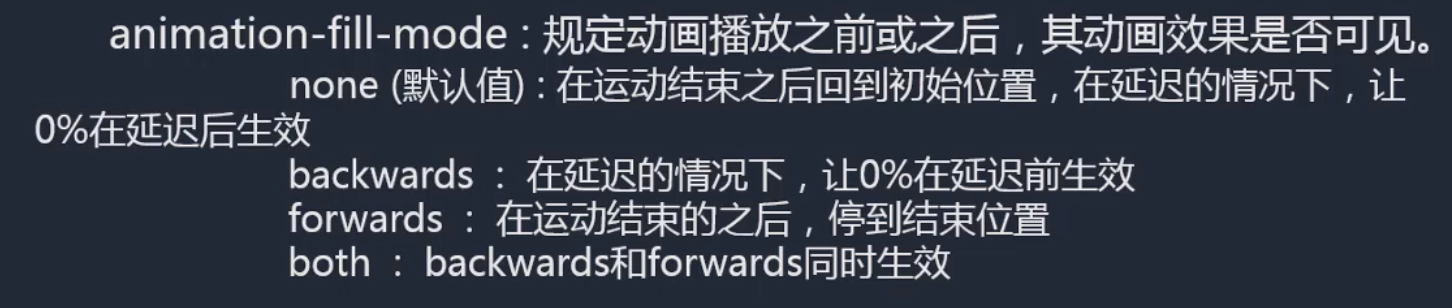 animation-fill-mode : 规定动画播放之前或之后，其动画效果是否可见。
none (默认值) : 在运动结束之后回到初始位置，在延迟的情况下，让
0%在延迟后生效
backwards ： 在延迟的情况下，让0%在延迟前生效
forwards ： 在运动结束的之后，停到结束位置
both ： backwards和forwards同时生效